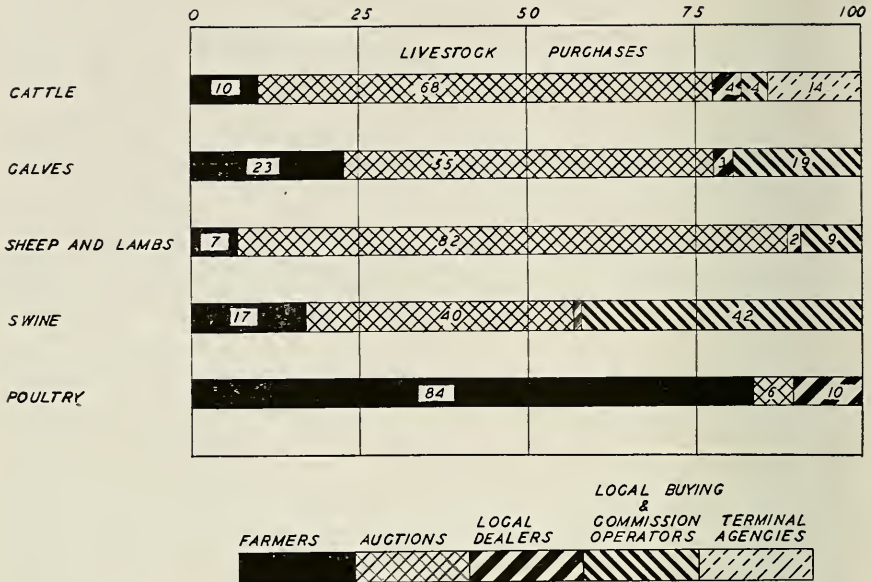 0 25 50 75 100
LIVESTOCK PURCHASES
CATTLE 10 68 4 4 14
CALVES 23 55 3 19
SHEEP AND LAMBS 7 82 2 9
SWINE 17 40 42
POULTRY 84 6 10
LOCAL BUYING
&
FARMERS AUCTIONS LOCAL DEALERS COMMISSION OPERATORS TERMINAL AGENCIES